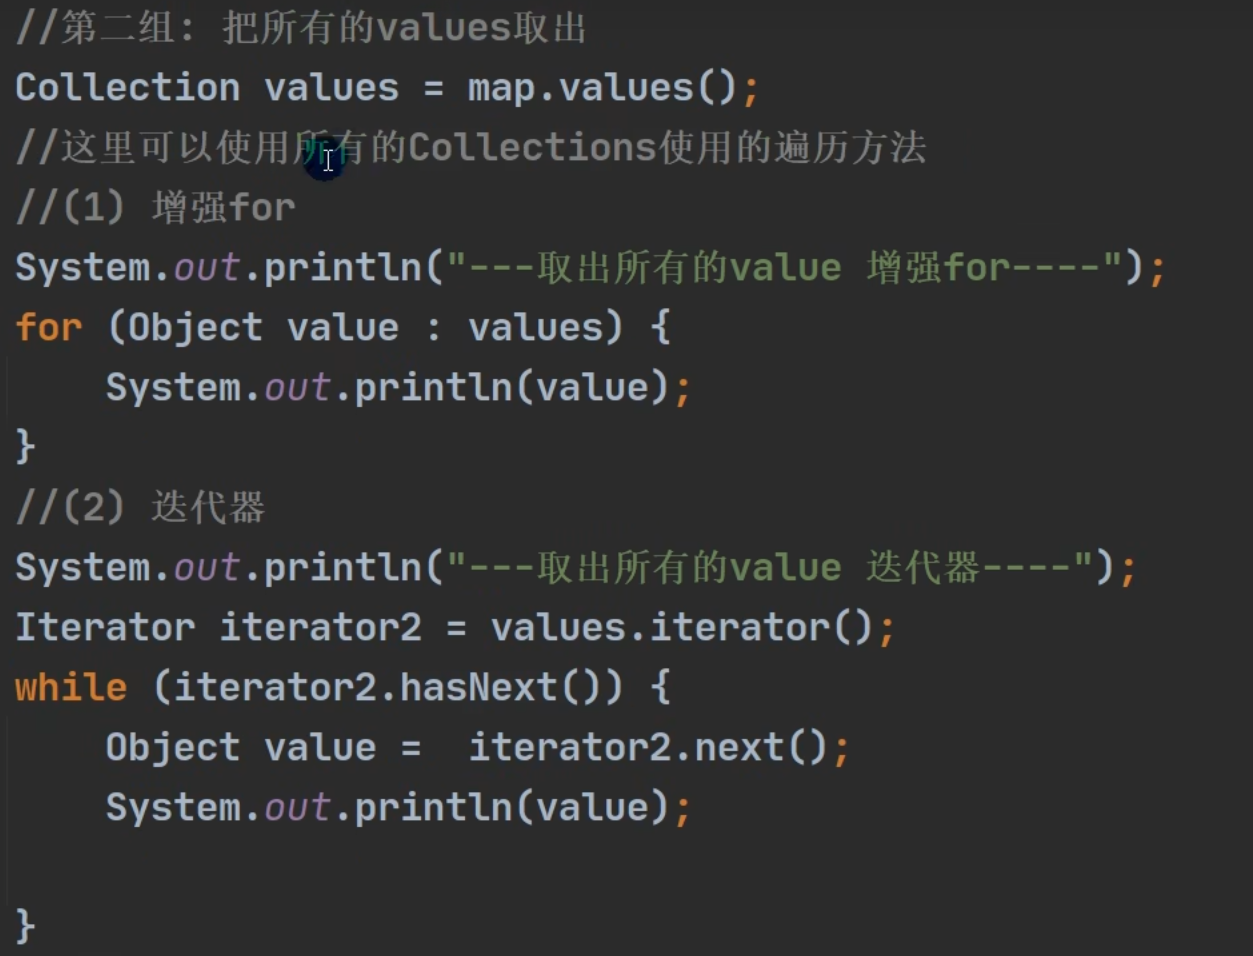 //第二组: 把所有的values取出
Collection values = map.values();
//这里可以使用所有的Collections使用的遍历方法
//(1) 增强for
System.out.println("---取出所有的value 增强for----");
for (Object value : values) {
    System.out.println(value);
}
//(2) 迭代器
System.out.println("---取出所有的value 迭代器----");
Iterator iterator2 = values.iterator();
while (iterator2.hasNext()) {
    Object value =  iterator2.next();
    System.out.println(value);
}